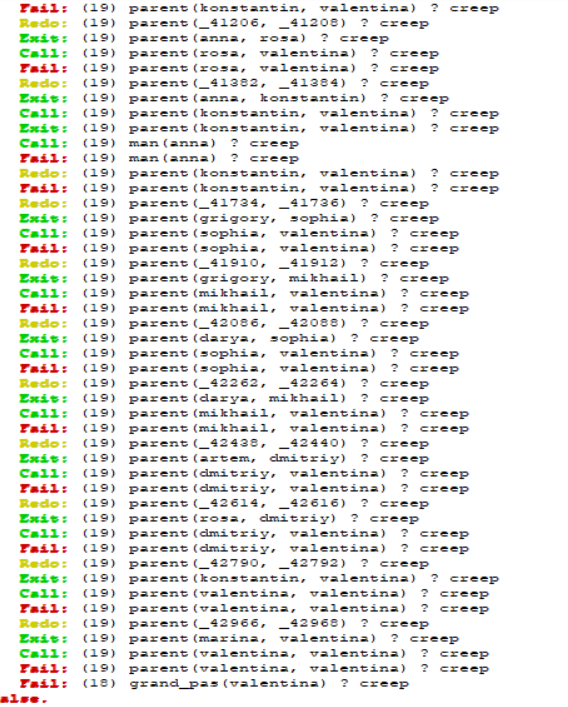 Fail: (19) parent(konstantin, valentina) ? creep
Redo: (19) parent(_41206, _41208) ? creep
Exit: (19) parent(anna, rosa) ? creep
Call: (19) parent(rosa, valentina) ? creep
Fail: (19) parent(rosa, valentina) ? creep
Redo: (19) parent(_41382, _41384) ? creep
Exit: (19) parent(anna, konstantin) ? creep
Call: (19) parent(konstantin, valentina) ? creep
Exit: (19) parent(konstantin, valentina) ? creep
Call: (19) man(anna) ? creep
Fail: (19) man(anna) ? creep
Redo: (19) parent(konstantin, valentina) ? creep
Fail: (19) parent(konstantin, valentina) ? creep
Redo: (19) parent(_41734, _41736) ? creep
Exit: (19) parent(grigory, sophia) ? creep
Call: (19) parent(sophia, valentina) ? creep
Fail: (19) parent(sophia, valentina) ? creep
Redo: (19) parent(_41910, _41912) ? creep
Exit: (19) parent(grigory, mikhail) ? creep
Call: (19) parent(mikhail, valentina) ? creep
Fail: (19) parent(mikhail, valentina) ? creep
Redo: (19) parent(_42086, _42088) ? creep
Exit: (19) parent(darya, sophia) ? creep
Call: (19) parent(sophia, valentina) ? creep
Fail: (19) parent(sophia, valentina) ? creep
Redo: (19) parent(_42262, _42264) ? creep
Exit: (19) parent(darya, mikhail) ? creep
Call: (19) parent(mikhail, valentina) ? creep
Fail: (19) parent(mikhail, valentina) ? creep
Redo: (19) parent(_42438, _42440) ? creep
Exit: (19) parent(artem, dmitriy) ? creep
Call: (19) parent(dmitriy, valentina) ? creep
Fail: (19) parent(dmitriy, valentina) ? creep
Redo: (19) parent(_42614, _42616) ? creep
Exit: (19) parent(rosa, dmitriy) ? creep
Call: (19) parent(dmitriy, valentina) ? creep
Fail: (19) parent(dmitriy, valentina) ? creep
Redo: (19) parent(_42790, _42792) ? creep
Exit: (19) parent(konstantin, valentina) ? creep
Call: (19) parent(valentina, valentina) ? creep
Fail: (19) parent(valentina, valentina) ? creep
Redo: (19) parent(_42966, _42968) ? creep
Exit: (19) parent(marina, valentina) ? creep
Call: (19) parent(valentina, valentina) ? creep
Fail: (19) parent(valentina, valentina) ? creep
Fail: (18) grand_pas(valentina) ? creep
alse.